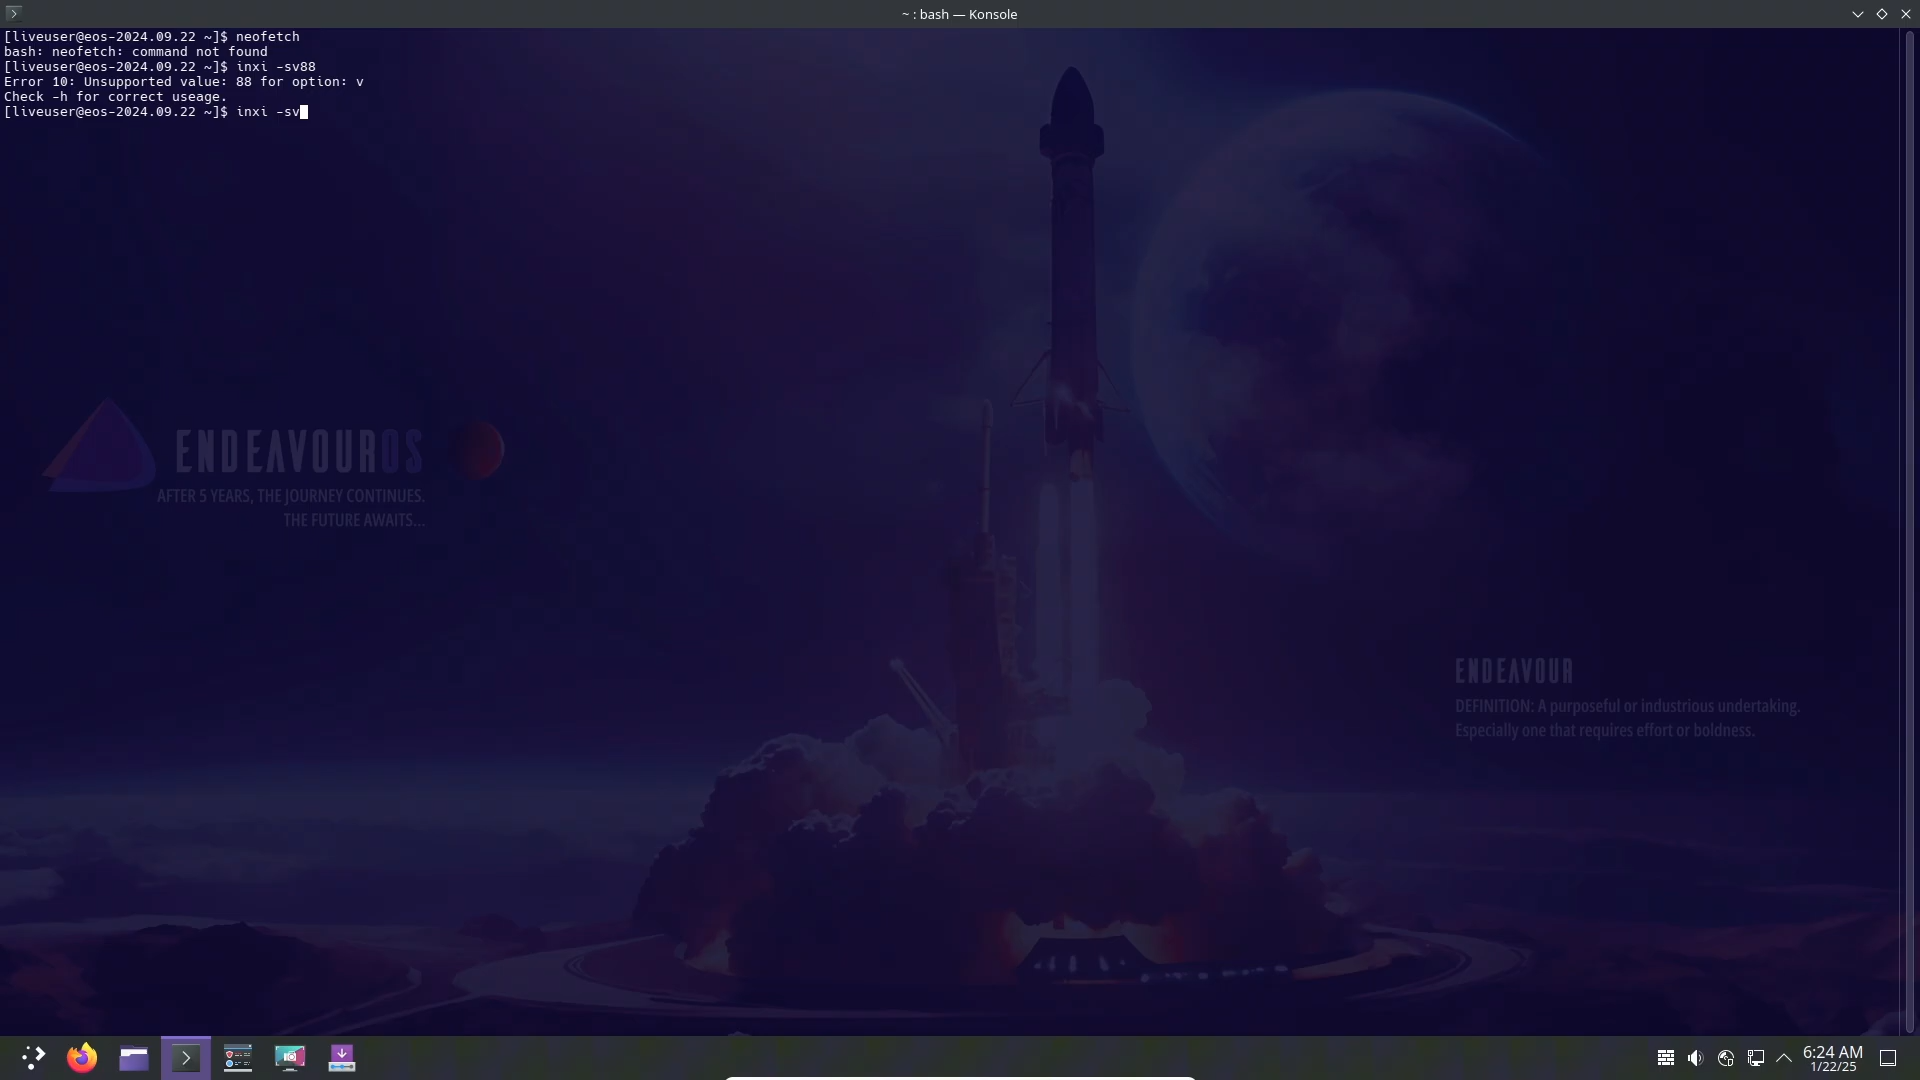 ~ : bash — Konsole
[liveuser@eos-2024.09.22 ~]$ neofetch
bash: neofetch: command not found
[liveuser@eos-2024.09.22 ~]$ inxi -sv88
Error 10: Unsupported value: 88 for option: v
Check -h for correct useage.
[liveuser@eos-2024.09.22 ~]$ inxi -sv
ENDEAVOUROS
AFTER 5 YEARS, THE JOURNEY CONTINUES.
THE FUTURE AWAITS...
ENDEAVOUR
DEFINITION: A purposeful or industrious undertaking.
Especially one that requires effort or boldness.
6:24 AM
1/22/25